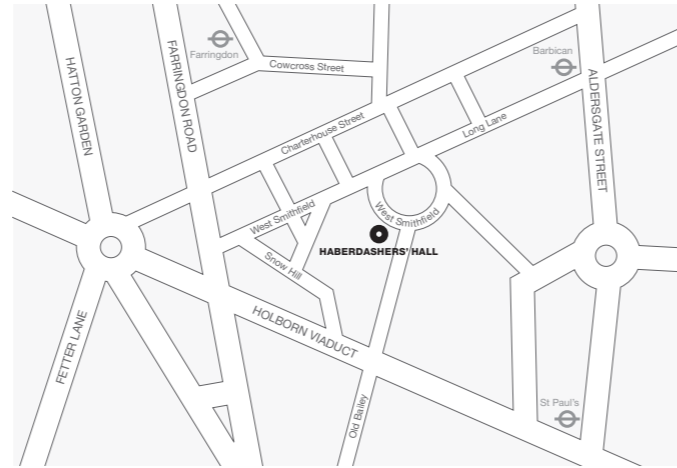 Farringdon
Barbican
Cowcross Street
HATTON GARDEN
FARRINGDON ROAD
Charterhouse Street
Long Lane
ALDERSGATE STREET
West Smithfield
West Smithfield
HABERDASHERS' HALL
Snow Hill
HOLBORN VIADUCT
FETTER LANE
Old Bailey
St Paul's